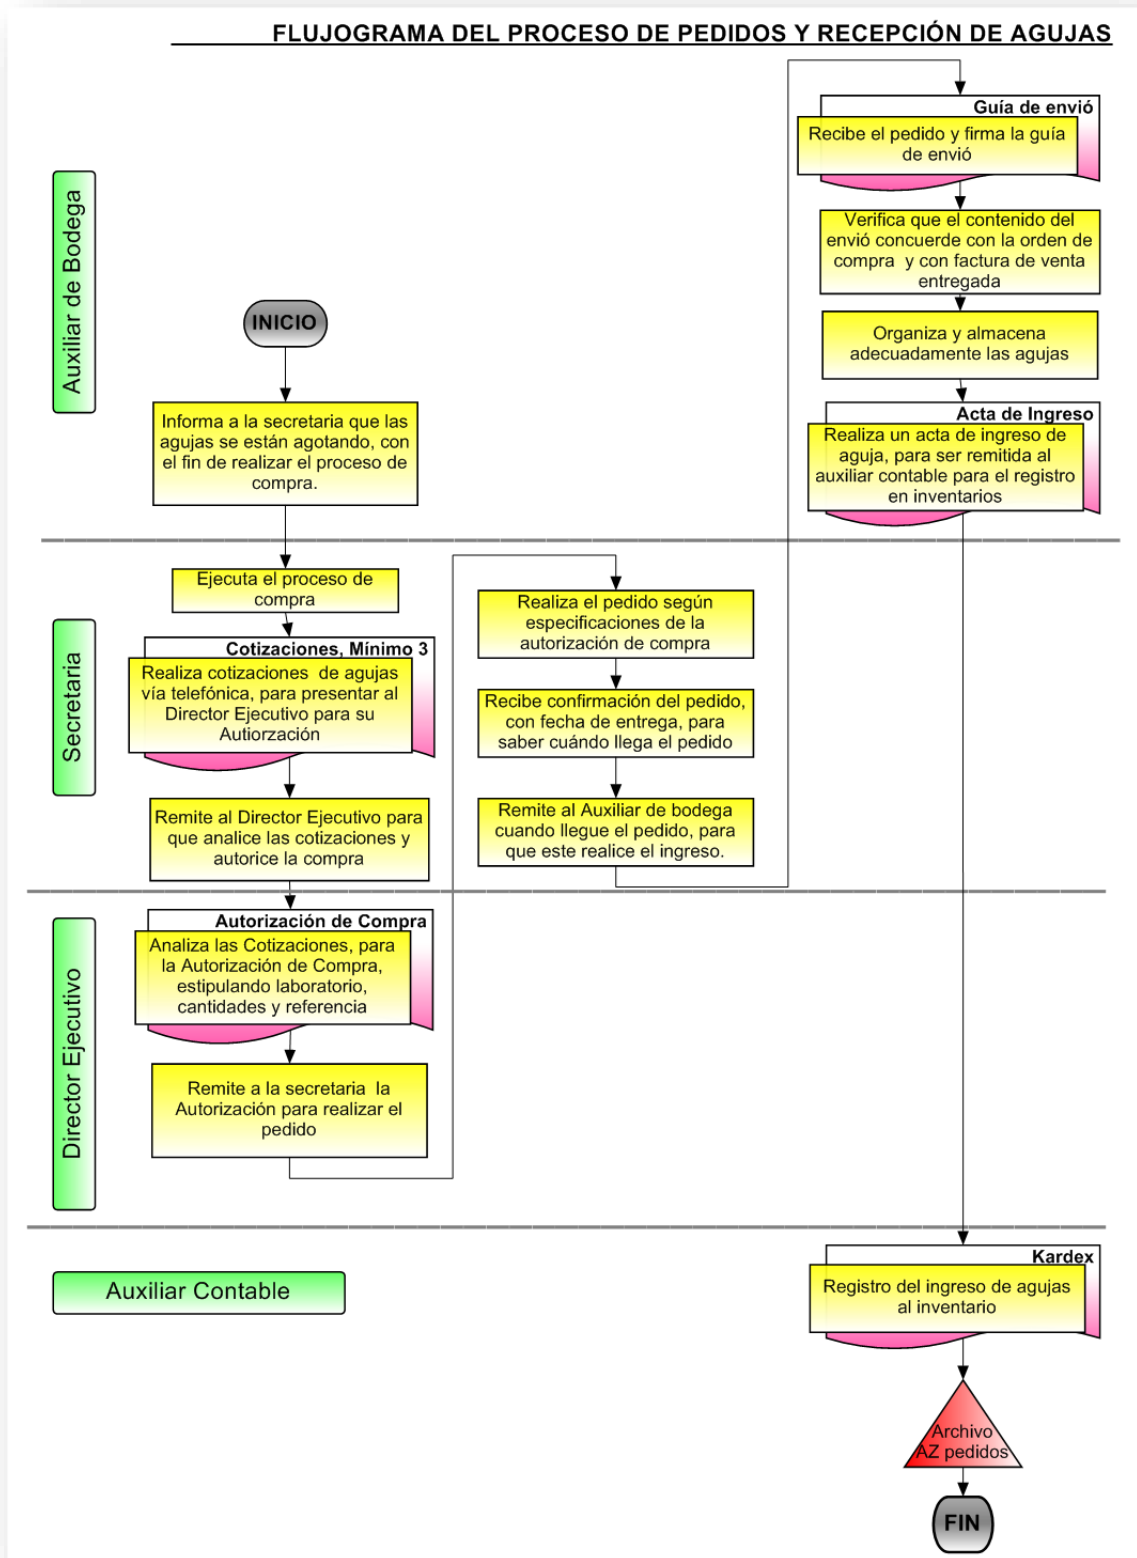 FLUJOGRAMA DEL PROCESO DE PEDIDOS Y RECEPCIÓN DE AGUJAS
Auxiliar de Bodega
INICIO
Informa a la secretaria que las
agujas se están agotando, con
el fin de realizar el proceso de
compra.
Secretaria
Ejecuta el proceso de
compra
Cotizaciones, Mínimo 3
Realiza cotizaciones de agujas
vía telefónica, para presentar al
Director Ejecutivo para su
Autiorzación
Remite al Director Ejecutivo para
que analice las cotizaciones y
autorice la compra
Director Ejecutivo
Autorización de Compra
Analiza las Cotizaciones, para
la Autorización de Compra,
estipulando laboratorio,
cantidades y referencia
Remite a la secretaria la
Autorización para realizar el
pedido
Realiza el pedido según
especificaciones de la
autorización de compra
Recibe confirmación del pedido,
con fecha de entrega, para
saber cuándo llega el pedido
Remite al Auxiliar de bodega
cuando llegue el pedido, para
que este realice el ingreso.
Guía de envió
Recibe el pedido y firma la guía
de envió
Verifica que el contenido del
envió concuerde con la orden de
compra y con factura de venta
entregada
Organiza y almacena
adecuadamente las agujas
Acta de Ingreso
Realiza un acta de ingreso de
aguja, para ser remitida al
auxiliar contable para el registro
en inventarios
Auxiliar Contable
Kardex
Registro del ingreso de agujas
al inventario
Archivo
AZ pedidos
FIN